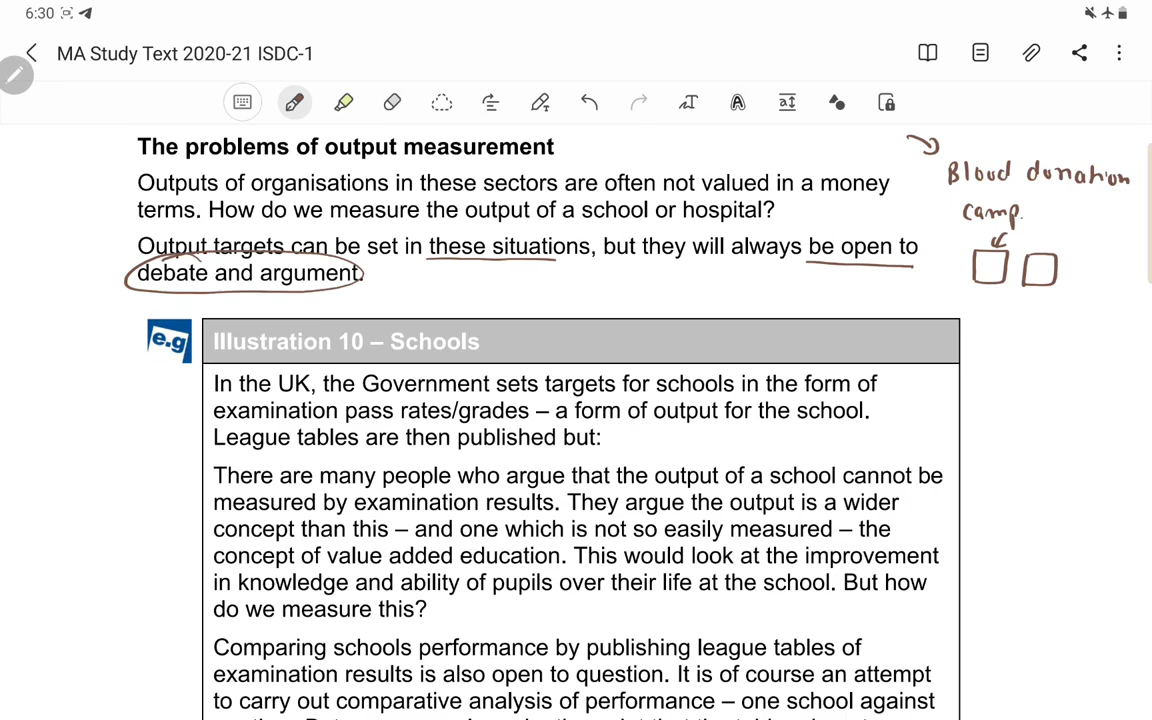 6:30
MA Study Text 2020-21 ISDC-1
The problems of output measurement
Outputs of organisations in these sectors are often not valued in a money
terms. How do we measure the output of a school or hospital?
Output targets can be set in these situations, but they will always be open to
debate and argument.
Blood donation
camp.
e.g
Illustration 10 – Schools
In the UK, the Government sets targets for schools in the form of
examination pass rates/grades – a form of output for the school.
League tables are then published but:
There are many people who argue that the output of a school cannot be
measured by examination results. They argue the output is a wider
concept than this – and one which is not so easily measured – the
concept of value added education. This would look at the improvement
in knowledge and ability of pupils over their life at the school. But how
do we measure this?
Comparing schools performance by publishing league tables of
examination results is also open to question. It is of course an attempt
to carry out comparative analysis of performance – one school against